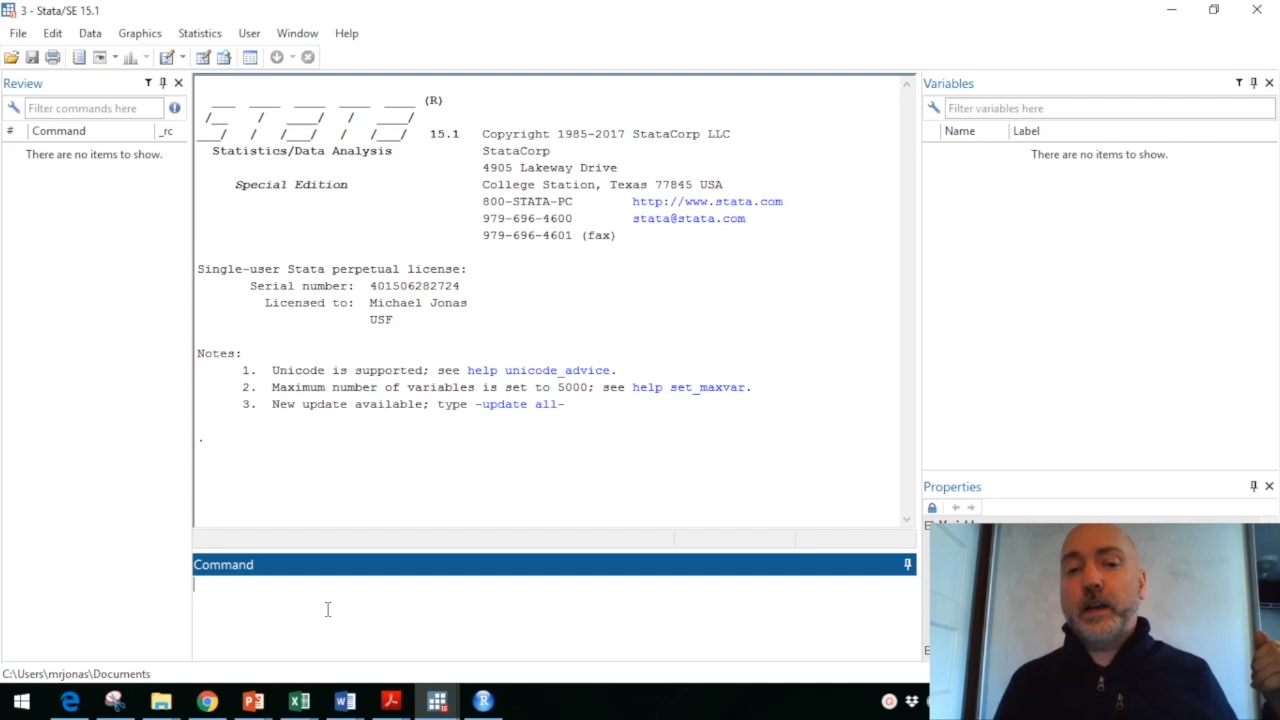 3 - Stata/SE 15.1
File Edit Data Graphics Statistics User Window Help
Review
Filter commands here
# Command _rc
There are no items to show.
(R)
15.1 Copyright 1985-2017 StataCorp LLC
Statistics/Data Analysis StataCorp
4905 Lakeway Drive
Special Edition College Station, Texas 77845 USA
800-STATA-PC http://www.stata.com
979-696-4600 stata@stata.com
979-696-4601 (fax)
Single-user Stata perpetual license:
Serial number: 401506282724
Licensed to: Michael Jonas
USF
Notes:
1. Unicode is supported; see help unicode_advice.
2. Maximum number of variables is set to 5000; see help set_maxvar.
3. New update available; type -update all-
.
Command
Variables
Filter variables here
Name Label
There are no items to show.
Properties
C:\Users\mrjonas\Documents